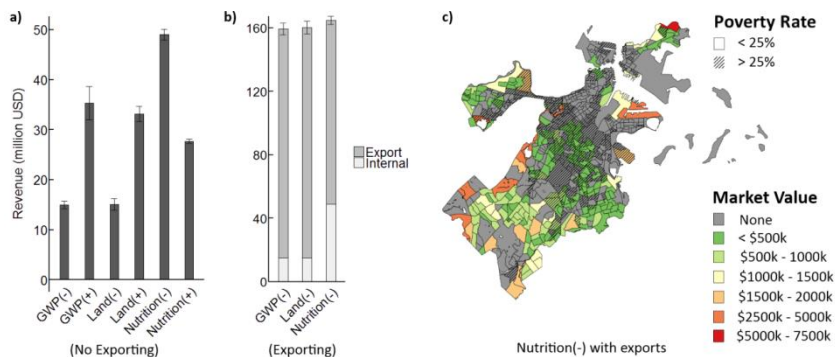 a)
Revenue (million USD)
50
40
30
20
10
0
GWP(-)
GWP(+)
Land(-)
Land(+)
Nutrition(-)
Nutrition(+)
(No Exporting)
b)
160
120
80
40
0
Export
Internal
GWP(-)
Land(-)
Nutrition(-)
(Exporting)
c)
Poverty Rate
< 25%
> 25%
Market Value
None
< $500k
$500k - 1000k
$1000k - 1500k
$1500k - 2000k
$2500k - 5000k
$5000k - 7500k
Nutrition(-) with exports